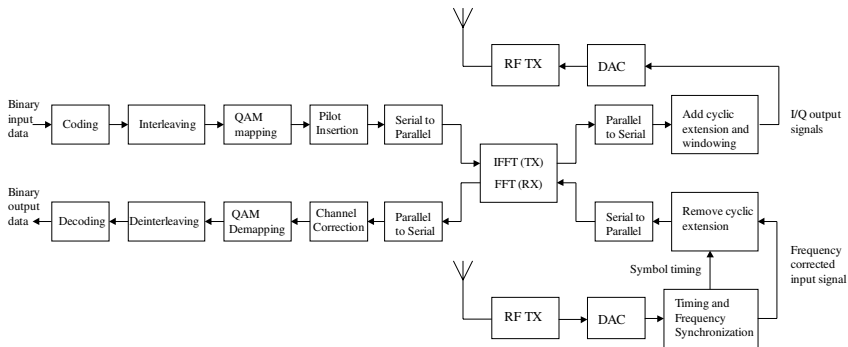 RF TX
DAC
Binary
input
data
Coding
Interleaving
QAM
mapping
Pilot
Insertion
Serial to
Parallel
IFFT (TX)
FFT (RX)
Parallel
to Serial
Add cyclic
extension and
windowing
I/Q output
signals
Binary
output
data
Decoding
Deinterleaving
QAM
Demapping
Channel
Correction
Parallel
to Serial
Serial to
Parallel
Remove cyclic
extension
Symbol timing
Frequency
corrected
input signal
RF TX
DAC
Timing and
Frequency
Synchronization